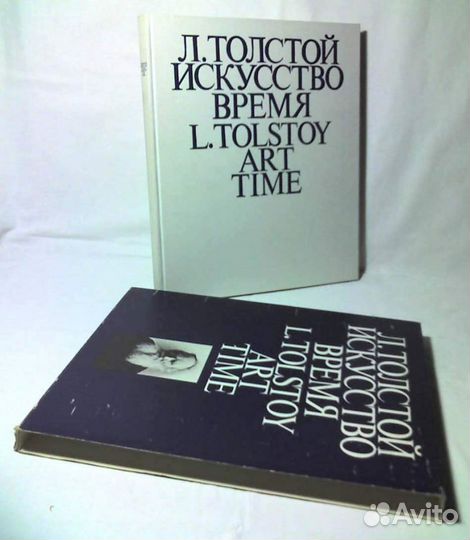 Л.ТОЛСТОЙ
ИСКУССТВО
ВРЕМЯ
L.TOLSTOY
ART
TIME
Л.ТОЛСТОЙ
ИСКУССТВО
ВРЕМЯ
L.TOLSTOY
ART
TIME
Avito